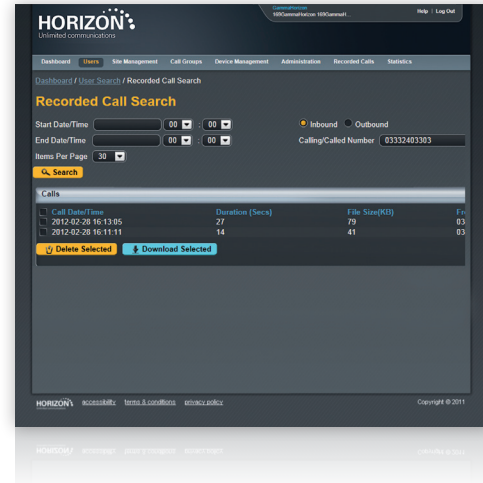 HORIZON
Unlimited communications
GammaHorizon
169GammaHorizon 169GammaH...
Help | Log Out
Dashboard Users Site Management Call Groups Device Management Administration Recorded Calls Statistics
Dashboard / User Search / Recorded Call Search
Recorded Call Search
Start Date/Time 00 : 00 Inbound Outbound
End Date/Time 00 : 00 Calling/Called Number 03332403303
Items Per Page 30
Search
Calls
Call Date/Time Duration (Secs) File Size(KB) Fro
2012-02-28 16:13:05 27 79 03
2012-02-28 16:11:11 14 41 03
Delete Selected Download Selected
HORIZON accessibility terms & conditions privacy policy Copyright © 2011